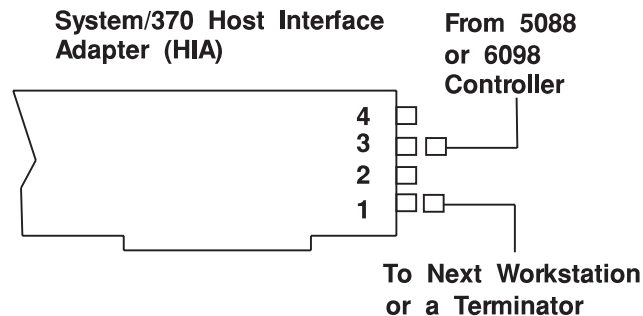 System/370 Host Interface
Adapter (HIA)
From 5088
or 6098
Controller
4
3
2
1
To Next Workstation
or a Terminator